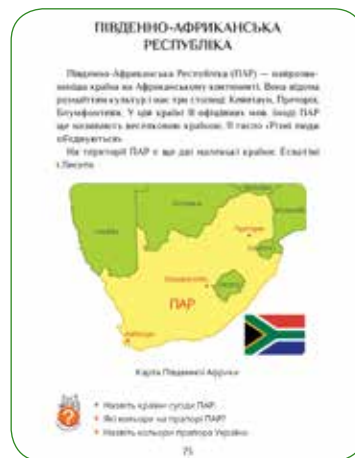 ПІВДЕННО-АФРИКАНСЬКА
РЕСПУБЛІКА
Південно-Африканська Республіка (ПАР) —
країна на Африканському континенті. Вона відома
розмаїттям культур і має три столиці: Кейптаун, Преторія,
Блумфонтейн. У цій країні 11 офіційних мов. Іноді ПАР
ще називають веселковою країною. Її гасло «Різні люди
об'єднуються».
На території ПАР є ще дві маленькі країни: Есватіні
і Лесото.
Преторія
ПАР
Кейптаун
Карта Південної Африки
Назвіть країни-сусіди ПАР.
Які кольори на прапорі ПАР?
Назвіть кольори прапора України.
75